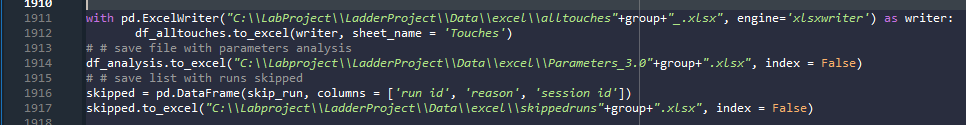 1910
1911 with pd.ExcelWriter("C:\\LabProject\\LadderProject\\Data\\excel\\alltouches"+group+"_.xlsx", engine='xlsxwriter') as writer:
1912 df_alltouches.to_excel(writer, sheet_name = 'Touches')
1913 # # save file with parameters analysis
1914 df_analysis.to_excel("C:\\Labproject\\LadderProject\\Data\\excel\\Parameters_3.0"+group+".xlsx", index = False)
1915 # # save list with runs skipped
1916 skipped = pd.DataFrame(skip_run, columns = ['run id', 'reason', 'session id'])
1917 skipped.to_excel("C:\\Labproject\\LadderProject\\Data\\excel\\skippedruns"+group+".xlsx", index = False)
1918